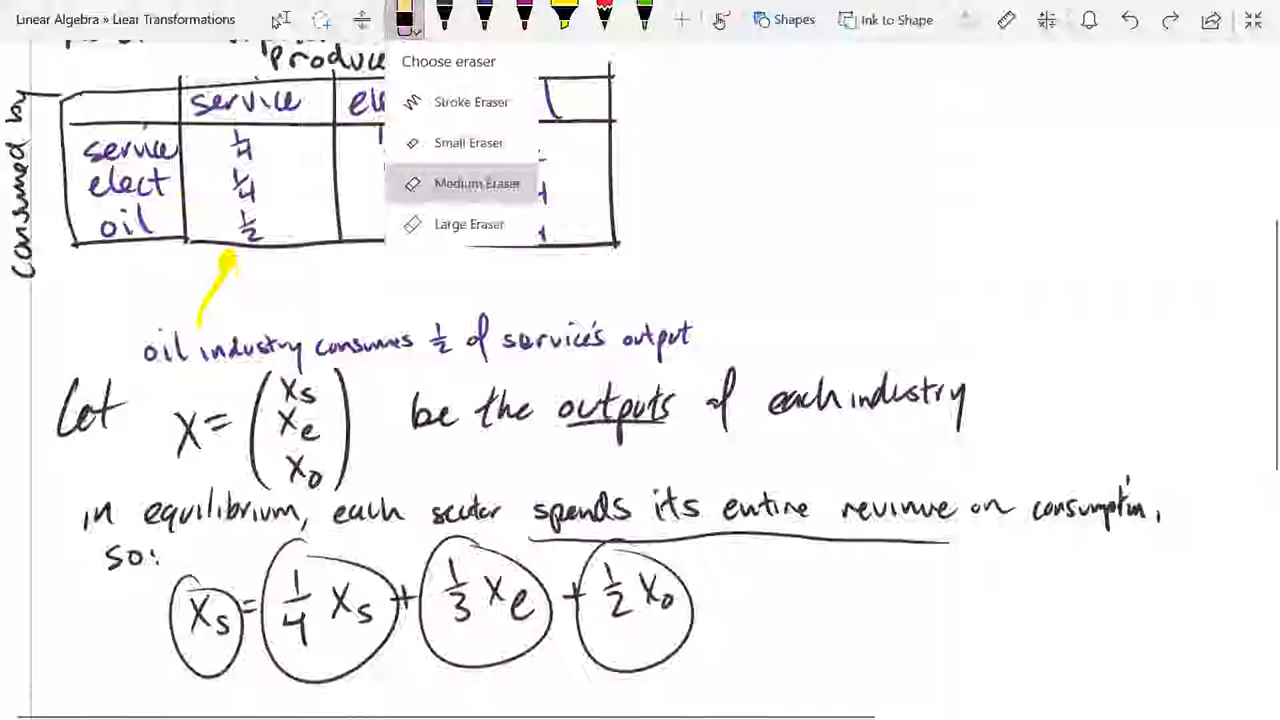 Linear Algebra » Liear Transformations
Shapes
Ink to Shape
Produce
Choose eraser
Stroke Eraser
Small Eraser
Medium Eraser
Large Eraser
consumed by
service
service 1/4
elect 1/4
oil 1/2
oil industry consumes 1/2 of service's output
Let X = (xs xe xo) be the outputs of each industry
in equilibrium, each sector spends its entire revinue on consumption,
so:
xs = 1/4 xs + 1/3 xe + 1/2 xo